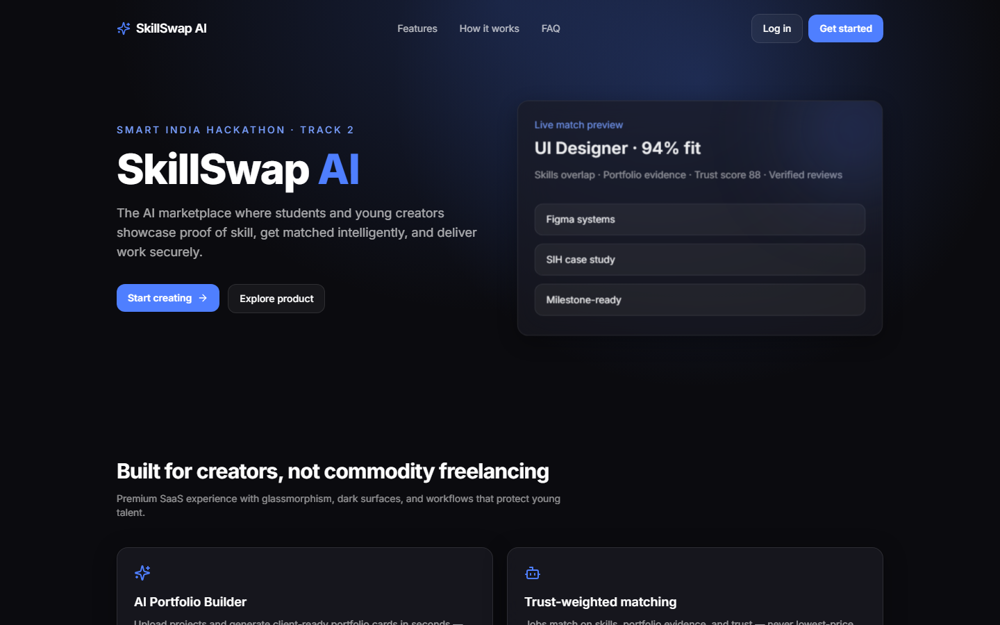 SkillSwap AI
Features
How it works
FAQ
Log in
Get started
SMART INDIA HACKATHON · TRACK 2
SkillSwap AI
The AI marketplace where students and young creators
showcase proof of skill, get matched intelligently, and deliver
work securely.
Start creating →
Explore product
Live match preview
UI Designer · 94% fit
Skills overlap · Portfolio evidence · Trust score 88 · Verified reviews
Figma systems
SIH case study
Milestone-ready
Built for creators, not commodity freelancing
Premium SaaS experience with glassmorphism, dark surfaces, and workflows that protect young
talent.
AI Portfolio Builder
Upload projects and generate client-ready portfolio cards in seconds —
Trust-weighted matching
Jobs match on skills, portfolio evidence, and trust — never lowest-price